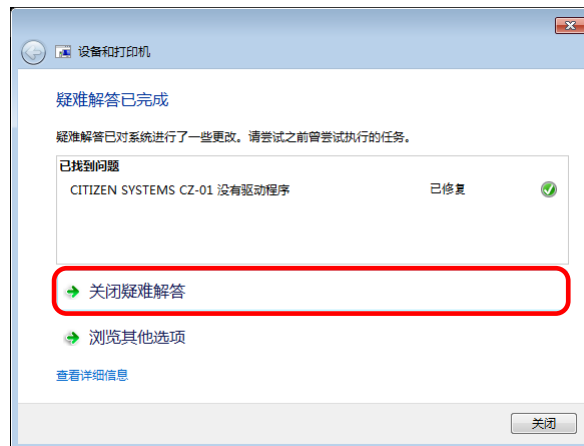 设备和打印机
疑难解答已完成
疑难解答已对系统进行了一些更改。请尝试之前曾尝试执行的任务。
已找到问题
CITIZEN SYSTEMS CZ-01 没有驱动程序 已修复
关闭疑难解答
浏览其他选项
查看详细信息
关闭